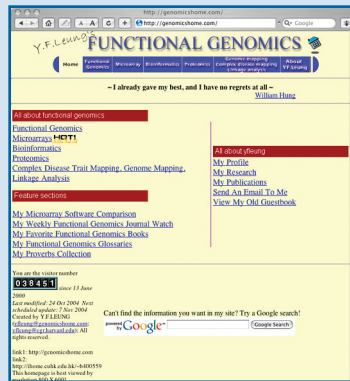 http://genomicshome.com/
A A
C
+
http://genomicshome.com/
Q- Google
Y.F.Leung's FUNCTIONAL GENOMICS
Home
Functional Genomics
Microarray
Bioinformatics
Proteomics
Genome mapping
Complex disease mapping
Linkage analysis
About Y.F.Leung
~ I already gave my best, and I have no regrets at all ~
William Hung
All about functional genomics
Functional Genomics
Microarrays HOT!
Bioinformatics
Proteomics
Complex Disease Trait Mapping, Genome Mapping,
Linkage Analysis
Feature sections
My Microarray Software Comparison
My Weekly Functional Genomics Journal Watch
My Favorite Functional Genomics Books
My Functional Genomics Glossaries
My Proverbs Collection
All about yfleung
My Profile
My Research
My Publications
Send An Email To Me
View My Old Guestbook
You are the visitor number
038451 since 13 June
2000
Last modified: 24 Oct 2004 Next
scheduled update: 7 Nov 2004
Created by Y.F.LEUNG
(yfleung@genomicshome.com;
yfleung@cgr.harvard.edu). All
rights reserved.
link1: http://genomicshome.com
link2:
http://ihome.cuhk.edu.hk/~b400559
This homepage is best viewed by
resolution 800 X 600!
Can't find the information you want in my site? Try a Google search!
powered by Google™
Google Search